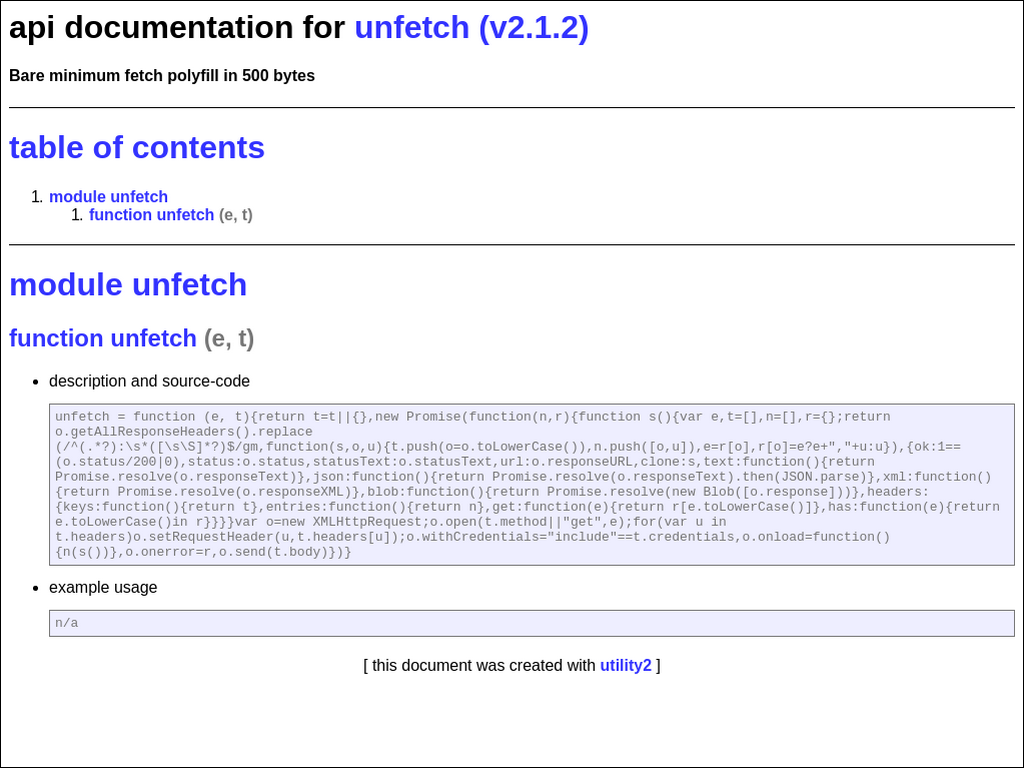 api documentation for unfetch (v2.1.2)
Bare minimum fetch polyfill in 500 bytes
table of contents
1. module unfetch
1. function unfetch (e, t)
module unfetch
function unfetch (e, t)
• description and source-code
unfetch = function (e, t){return t=t||{},new Promise(function(n,r){function s(){var e,t=[],n=[],r={};return
o.getAllResponseHeaders().replace
(/^(.*?):\s*([\s\S]*?)$/gm,function(s,o,u){t.push(o=o.toLowerCase()),n.push([o,u]),e=r[o],r[o]=e?e+","+u:u}),{ok:1==
(o.status/200|0),status:o.status,statusText:o.statusText,url:o.responseURL,clone:s,text:function(){return
Promise.resolve(o.responseText)},json:function(){return Promise.resolve(o.responseText).then(JSON.parse)},xml:function()
{return Promise.resolve(o.responseXML)},blob:function(){return Promise.resolve(new Blob([o.response]))},headers:
{keys:function(){return t},entries:function(){return n},get:function(e){return r[e.toLowerCase()]},has:function(e){return
e.toLowerCase()in r}}}}var o=new XMLHttpRequest;o.open(t.method||"get",e);for(var u in
t.headers)o.setRequestHeader(u,t.headers[u]);o.withCredentials="include"==t.credentials,o.onload=function()
{n(s())},o.onerror=r,o.send(t.body)})}
• example usage
n/a
[ this document was created with utility2 ]